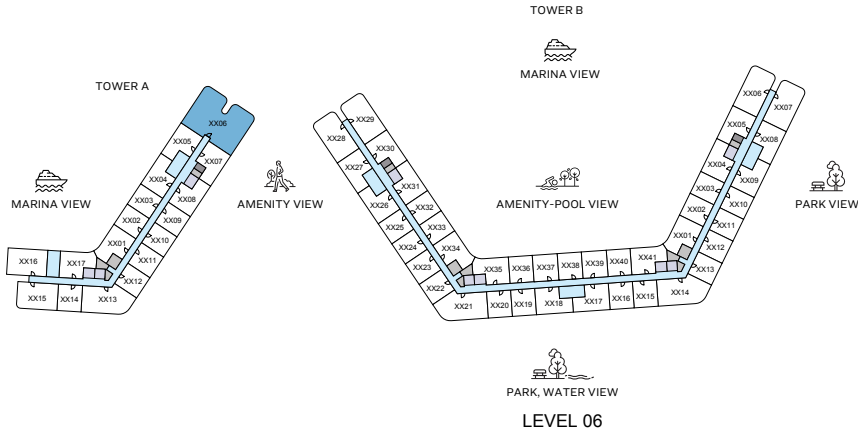 TOWER B
MARINA VIEW
TOWER A
XX06
XX05
XX07
XX04
XX08
XX03
XX09
XX02
XX10
XX01
XX11
XX12
XX16
XX17
XX15
XX14
XX13
MARINA VIEW
AMENITY VIEW
XX29
XX28
XX30
XX27
XX31
XX26
XX32
XX25
XX33
XX24
XX34
XX23
XX22
XX21
XX35
XX36
XX37
XX38
XX39
XX40
XX41
XX20
XX19
XX18
XX17
XX16
XX15
XX14
XX06
XX07
XX05
XX08
XX04
XX09
XX03
XX10
XX02
XX11
XX01
XX12
XX13
AMENITY-POOL VIEW
PARK VIEW
PARK, WATER VIEW
LEVEL 06